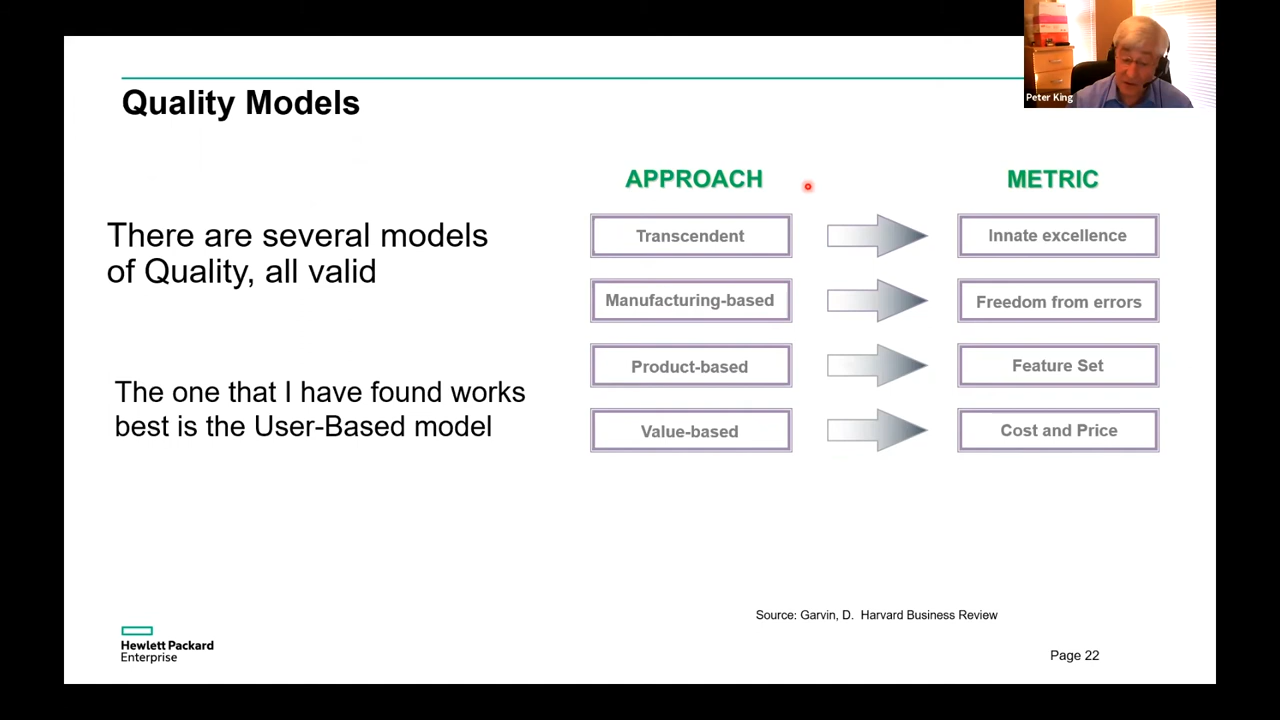 Peter King
Quality Models
There are several models
of Quality, all valid
The one that I have found works
best is the User-Based model
APPROACH
METRIC
Transcendent
Innate excellence
Manufacturing-based
Freedom from errors
Product-based
Feature Set
Value-based
Cost and Price
Source: Garvin, D. Harvard Business Review
Hewlett Packard
Enterprise
Page 22